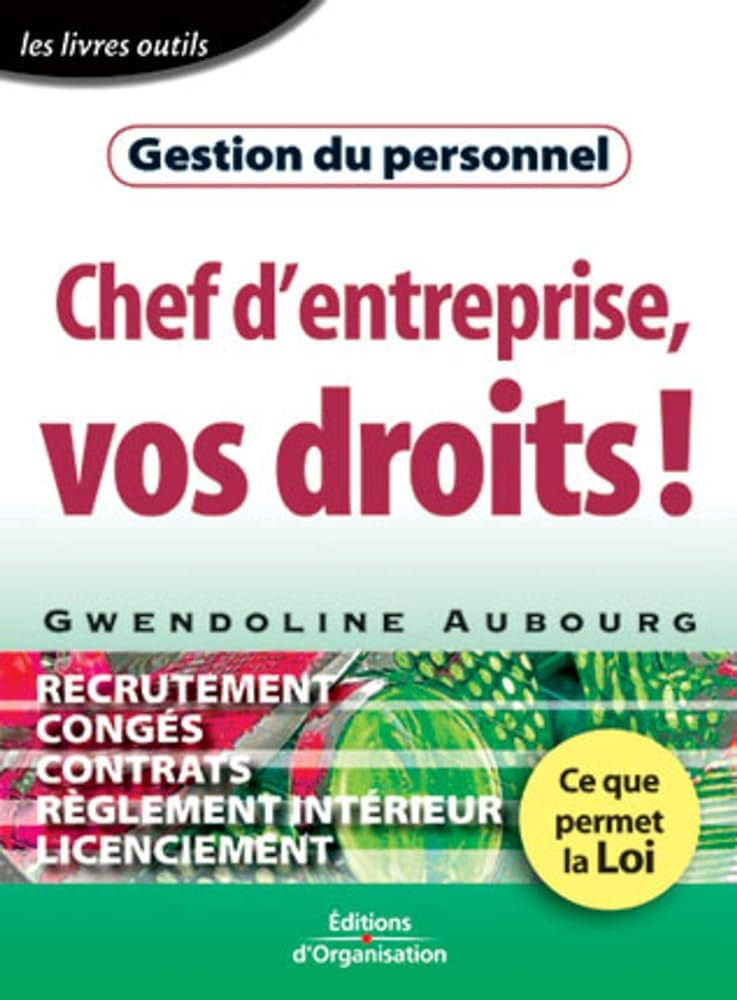 les livres outils
Gestion du personnel
Chef d'entreprise,
vos droits !
GWENDOLINE AUBOURG
RECRUTEMENT
CONGÉS
CONTRATS
RÈGLEMENT INTÉRIEUR
LICENCIEMENT
Ce que
permet
la Loi
Éditions
d'Organisation